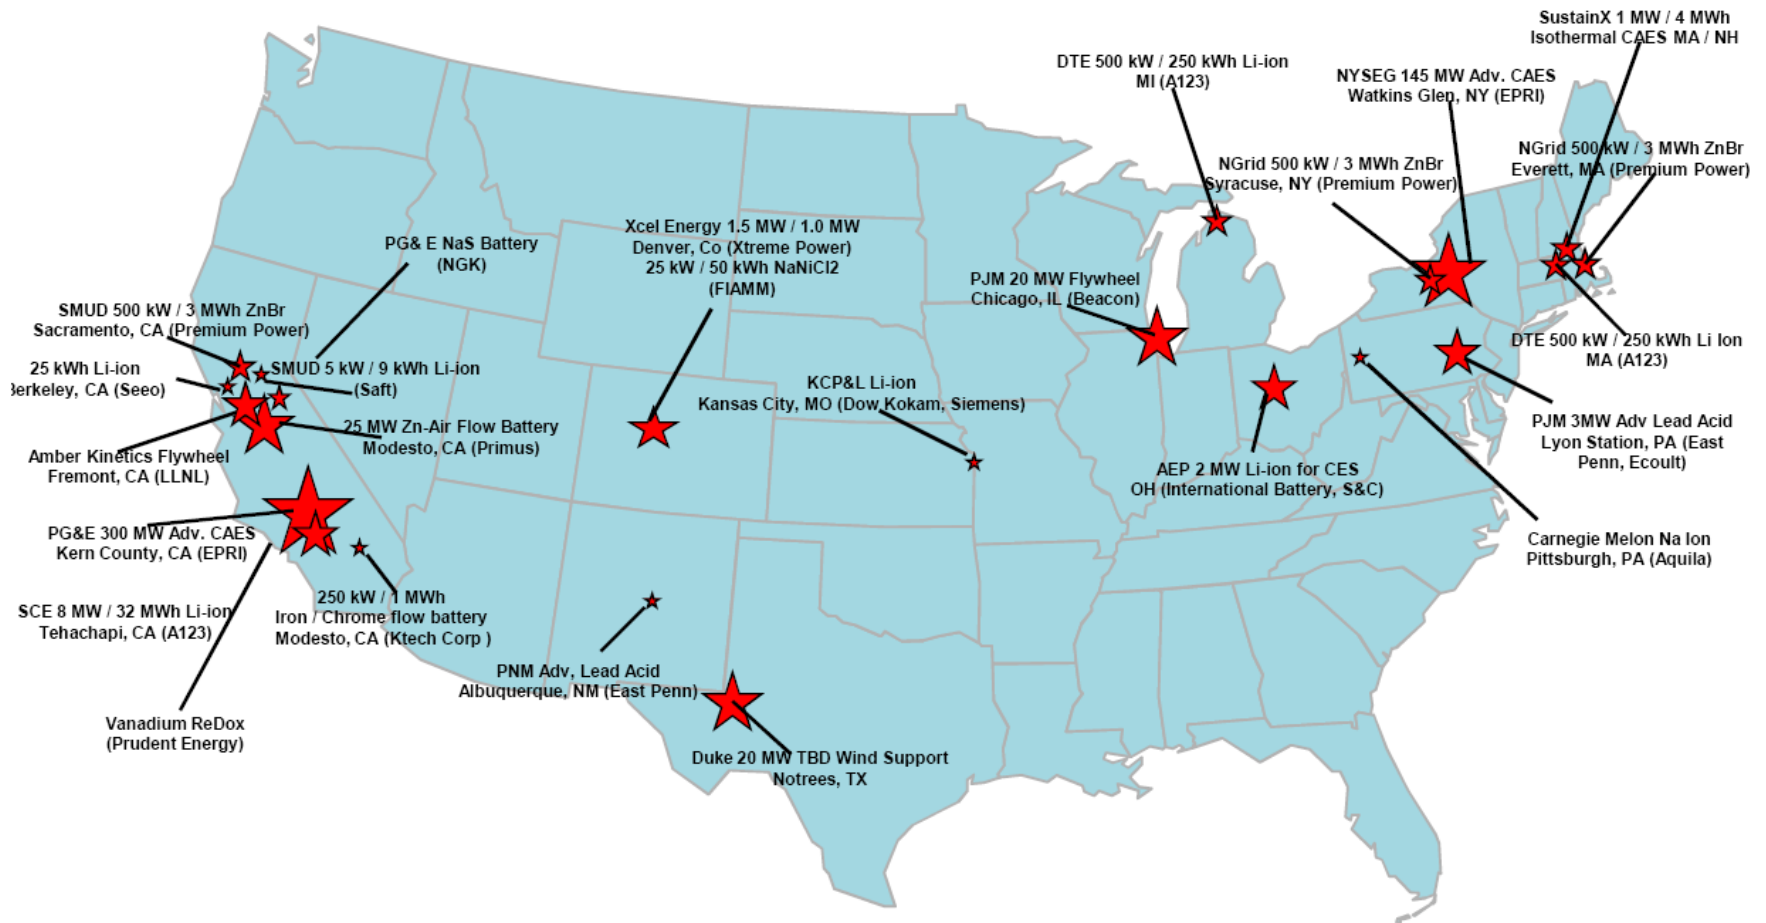 SustainX 1 MW / 4 MWh
Isothermal CAES MA / NH
DTE 500 kW / 250 kWh Li-ion
MI (A123)
NYSEG 145 MW Adv. CAES
Watkins Glen, NY (EPRI)
NGrid 500 kW / 3 MWh ZnBr
Everett, MA (Premium Power)
NGrid 500 kW / 3 MWh ZnBr
Syracuse, NY (Premium Power)
Xcel Energy 1.5 MW / 1.0 MW
Denver, Co (Xtreme Power)
25 kW / 50 kWh NaNiCl2
(FIAMM)
PG& E NaS Battery
(NGK)
PJM 20 MW Flywheel
Chicago, IL (Beacon)
SMUD 500 kW / 3 MWh ZnBr
Sacramento, CA (Premium Power)
DTE 500 kW / 250 kWh Li Ion
MA (A123)
25 kWh Li-ion
Berkeley, CA (Seeo)
SMUD 5 kW / 9 kWh Li-ion
(Saft)
KCP&L Li-ion
Kansas City, MO (Dow Kokam, Siemens)
PJM 3MW Adv Lead Acid
Lyon Station, PA (East
Penn, Ecoult)
25 MW Zn-Air Flow Battery
Modesto, CA (Primus)
Amber Kinetics Flywheel
Fremont, CA (LLNL)
AEP 2 MW Li-ion for CES
OH (International Battery, S&C)
PG&E 300 MW Adv. CAES
Kern County, CA (EPRI)
Carnegie Melon Na Ion
Pittsburgh, PA (Aquila)
SCE 8 MW / 32 MWh Li-ion
Tehachapi, CA (A123)
250 kW / 1 MWh
Iron / Chrome flow battery
Modesto, CA (Ktech Corp )
PNM Adv, Lead Acid
Albuquerque, NM (East Penn)
Vanadium ReDox
(Prudent Energy)
Duke 20 MW TBD Wind Support
Notrees, TX